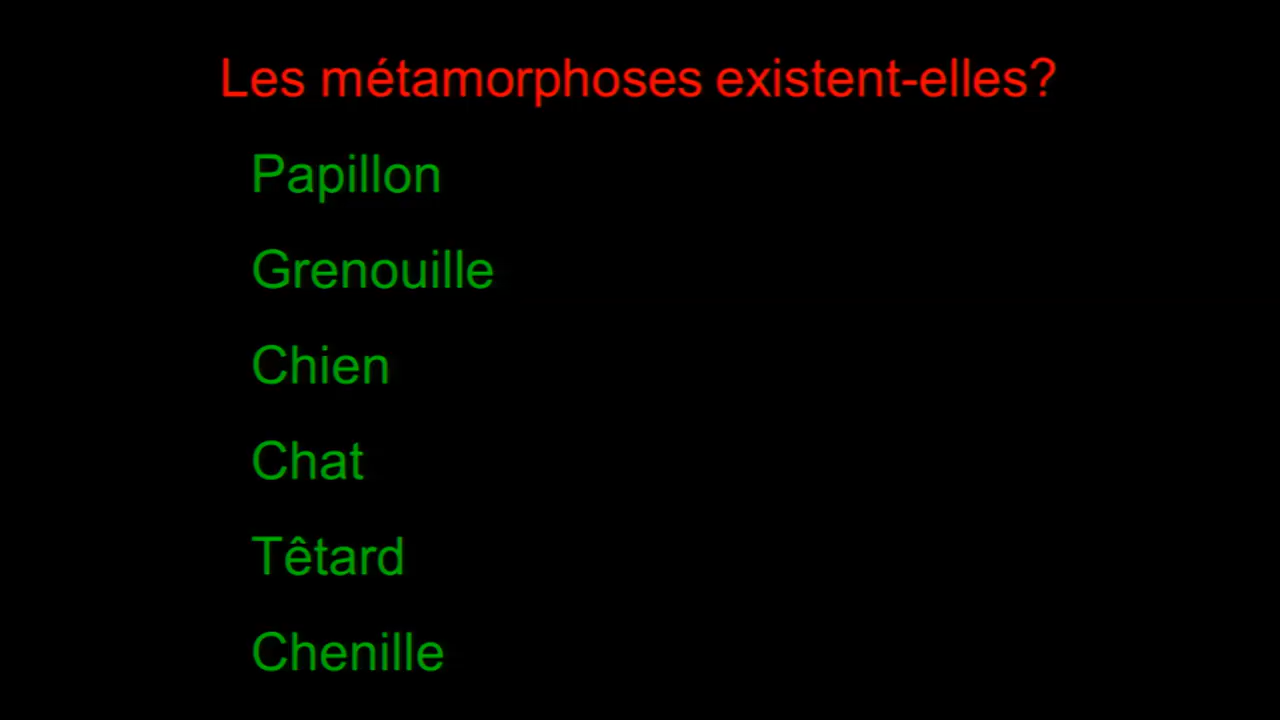 Les métamorphoses existent-elles?
Papillon
Grenouille
Chien
Chat
Têtard
Chenille